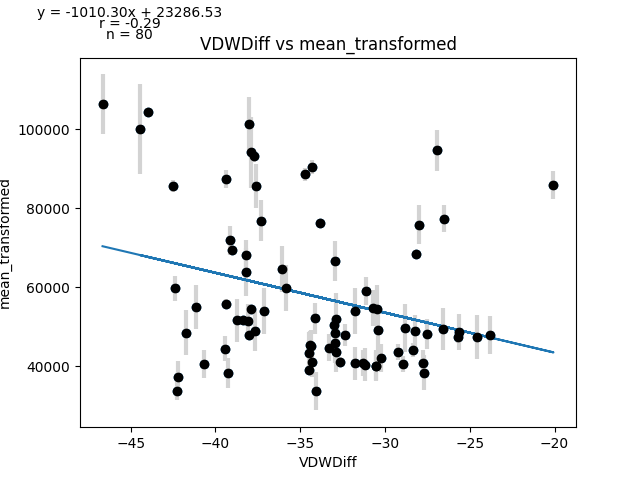 y = -1010.30x + 23286.53
r = -0.29
n = 80
VDWDiff vs mean_transformed
mean_transformed
100000
80000
60000
40000
−45
−40
−35
−30
−25
−20
VDWDiff